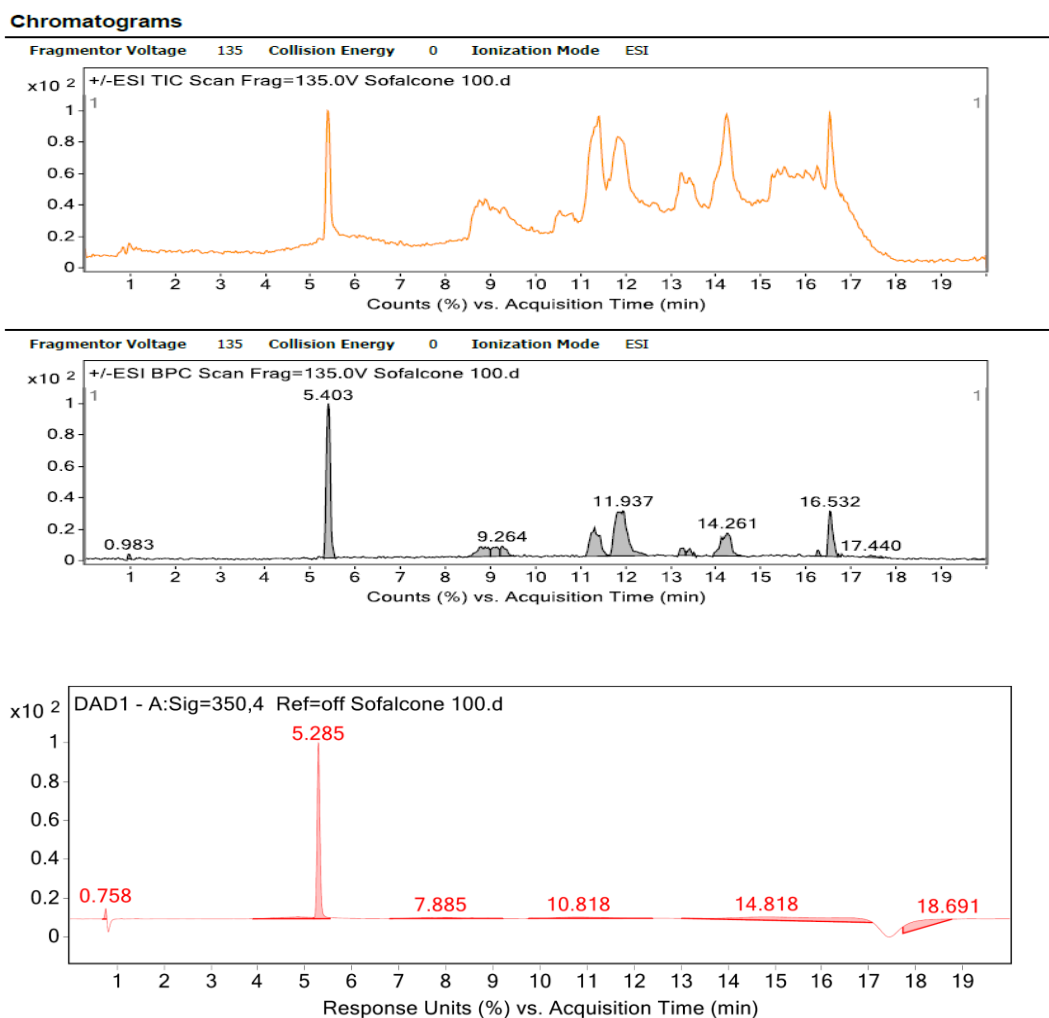 Chromatograms
Fragmentor Voltage 135 Collision Energy 0 Ionization Mode ESI
x10 2 +/-ESI TIC Scan Frag=135.0V Sofalcone 100.d
1 1 1
0.8
0.6
0.4
0.2
0
1 2 3 4 5 6 7 8 9 10 11 12 13 14 15 16 17 18 19
Counts (%) vs. Acquisition Time (min)
Fragmentor Voltage 135 Collision Energy 0 Ionization Mode ESI
x10 2 +/-ESI BPC Scan Frag=135.0V Sofalcone 100.d
1 1 1
5.403
0.8
0.6
0.4
11.937 16.532
0.2 0.983 9.264 14.261 17.440
0
1 2 3 4 5 6 7 8 9 10 11 12 13 14 15 16 17 18 19
Counts (%) vs. Acquisition Time (min)
x10 2 DAD1 - A:Sig=350,4 Ref=off Sofalcone 100.d
5.285
1
0.8
0.6
0.4
0.2 0.758 7.885 10.818 14.818 18.691
0
1 2 3 4 5 6 7 8 9 10 11 12 13 14 15 16 17 18 19
Response Units (%) vs. Acquisition Time (min)